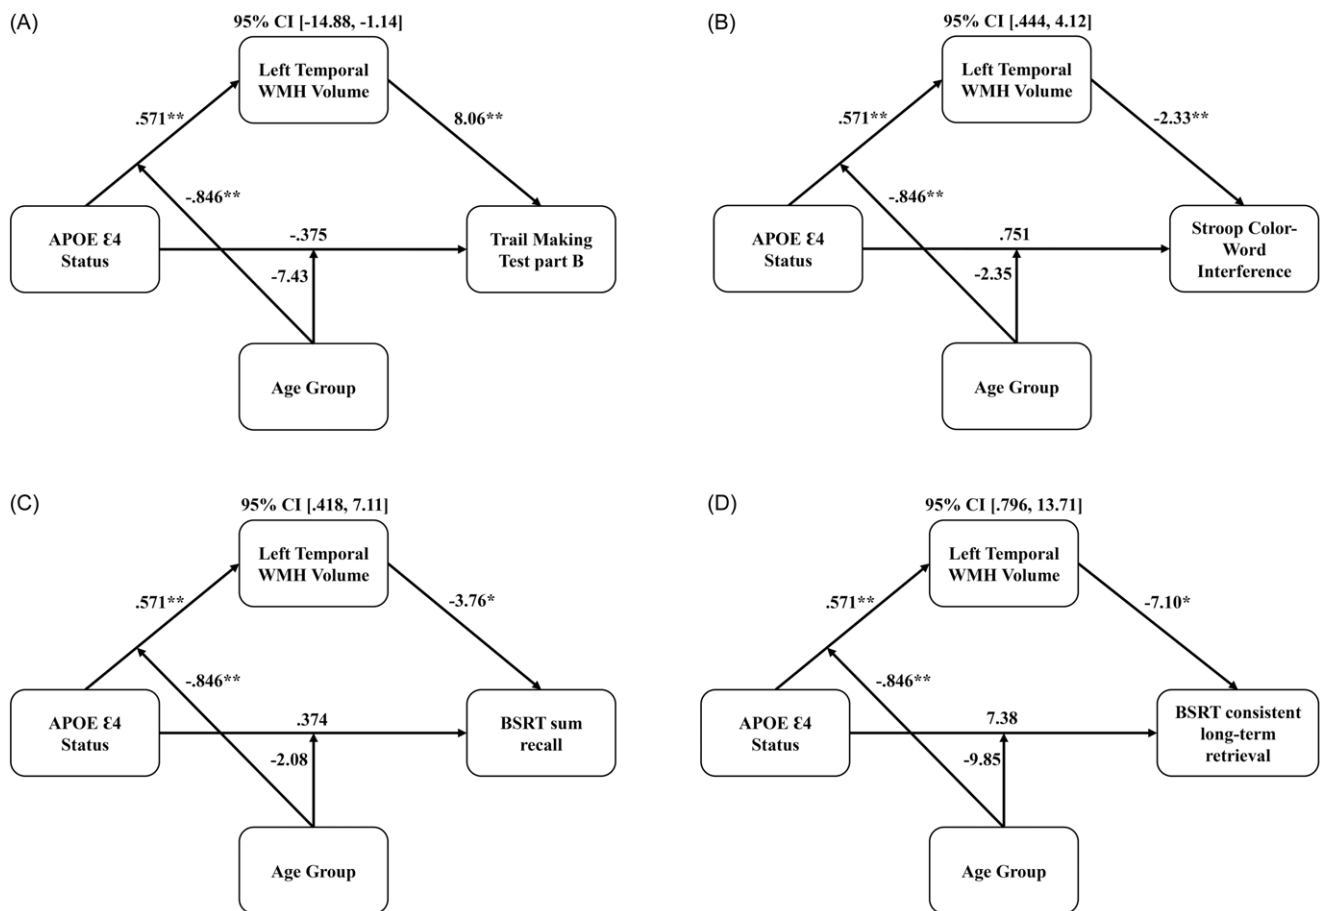 (A)
95% CI [-14.88, -1.14]
Left Temporal
WMH Volume
.571**
8.06**
-.846**
APOE Ɛ4
Status
-.375
Trail Making
Test part B
-7.43
Age Group
(B)
95% CI [.444, 4.12]
Left Temporal
WMH Volume
.571**
-2.33**
-.846**
APOE Ɛ4
Status
.751
Stroop Color-
Word
Interference
-2.35
Age Group
(C)
95% CI [.418, 7.11]
Left Temporal
WMH Volume
.571**
-3.76*
-.846**
APOE Ɛ4
Status
.374
BSRT sum
recall
-2.08
Age Group
(D)
95% CI [.796, 13.71]
Left Temporal
WMH Volume
.571**
-7.10*
-.846**
APOE Ɛ4
Status
7.38
BSRT consistent
long-term
retrieval
-9.85
Age Group